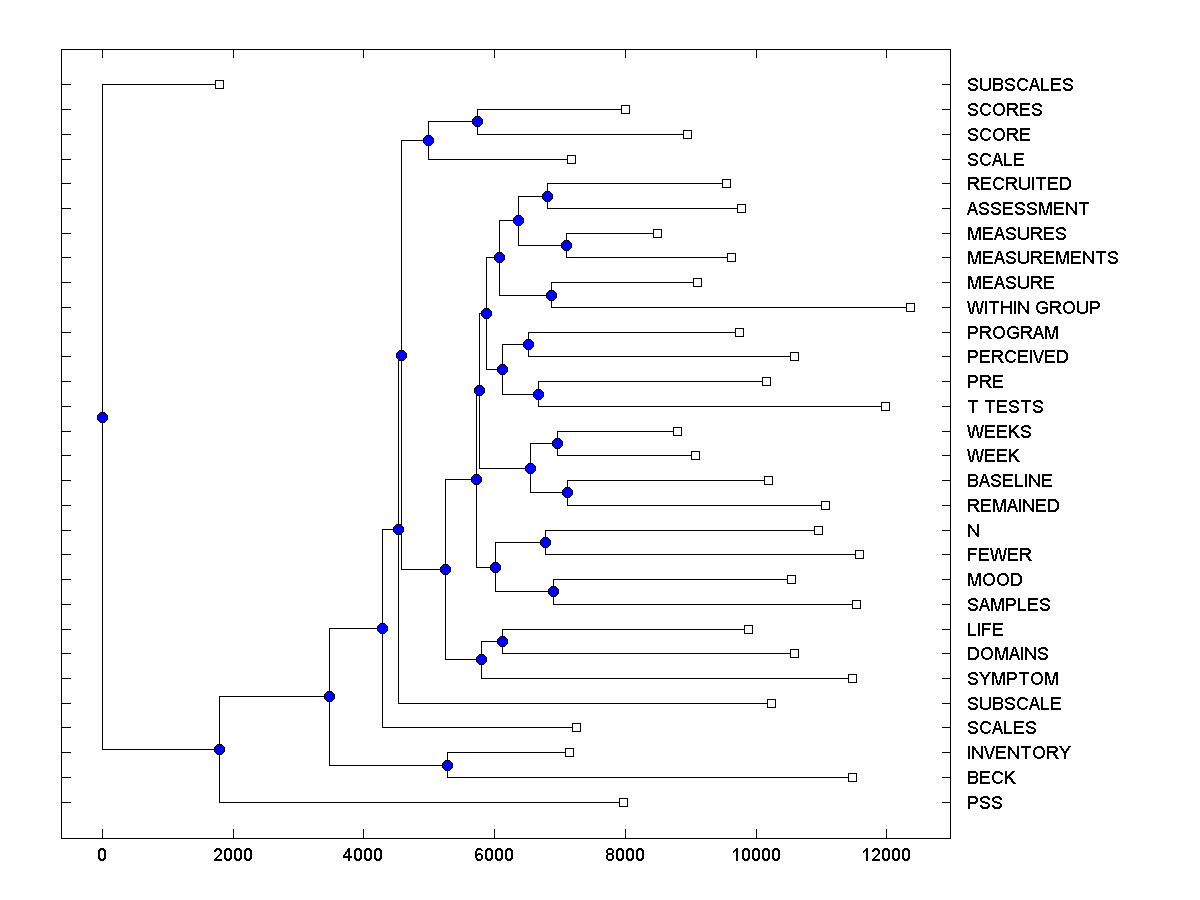 SUBSCALES
SCORES
SCORE
SCALE
RECRUITED
ASSESSMENT
MEASURES
MEASUREMENTS
MEASURE
WITHIN GROUP
PROGRAM
PERCEIVED
PRE
T TESTS
WEEKS
WEEK
BASELINE
REMAINED
N
FEWER
MOOD
SAMPLES
LIFE
DOMAINS
SYMPTOM
SUBSCALE
SCALES
INVENTORY
BECK
PSS
0 2000 4000 6000 8000 10000 12000